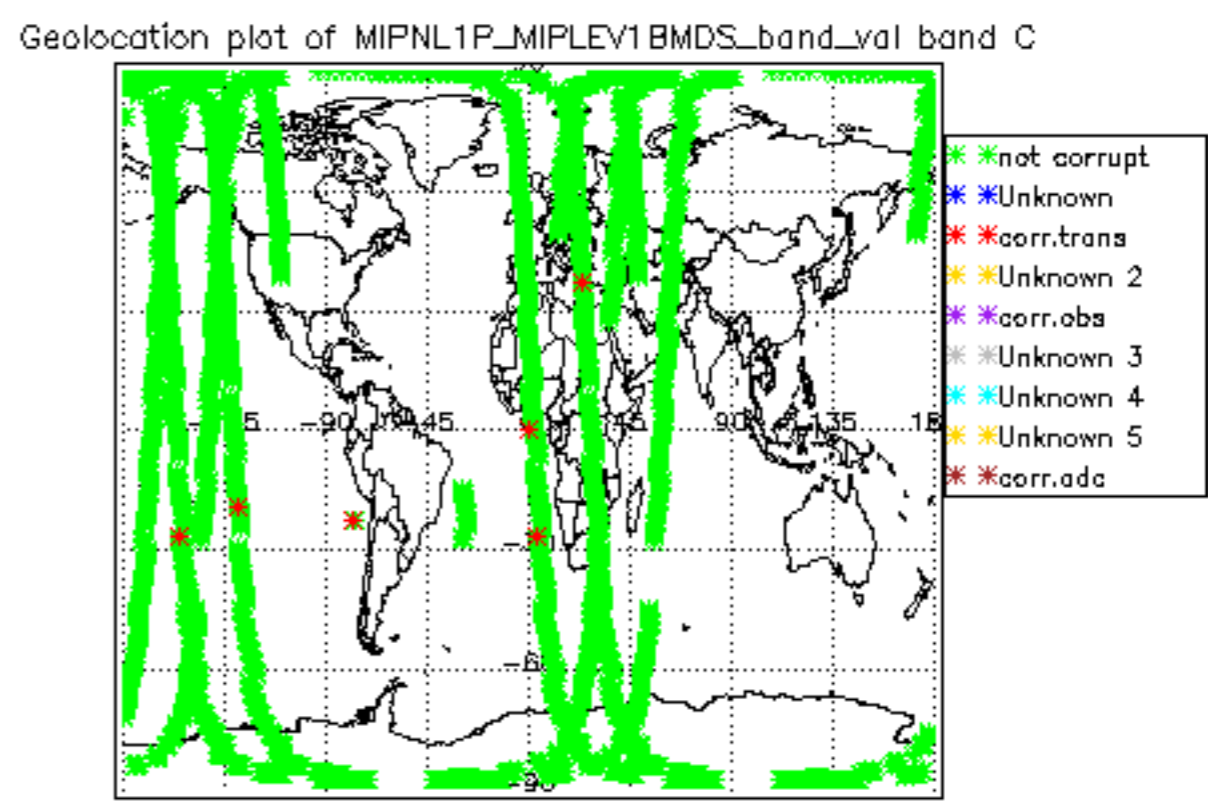 Geolocation plot of MIPNL1P_MIPLEV1BMDS_band_val band C
not corrupt
Unknown
corr.trans
Unknown 2
corr.obs
Unknown 3
Unknown 4
Unknown 5
corr.adc
-90 -45 45 90 135
-90